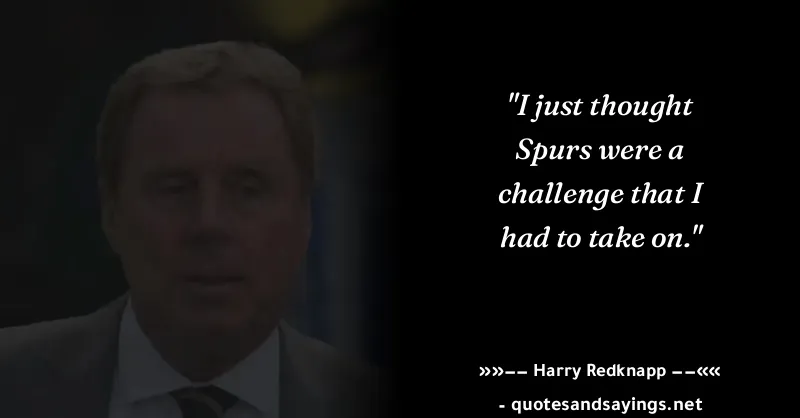 "I just thought
Spurs were a
challenge that I
had to take on."
»»−− Harry Redknapp −−««
- quotesandsayings.net